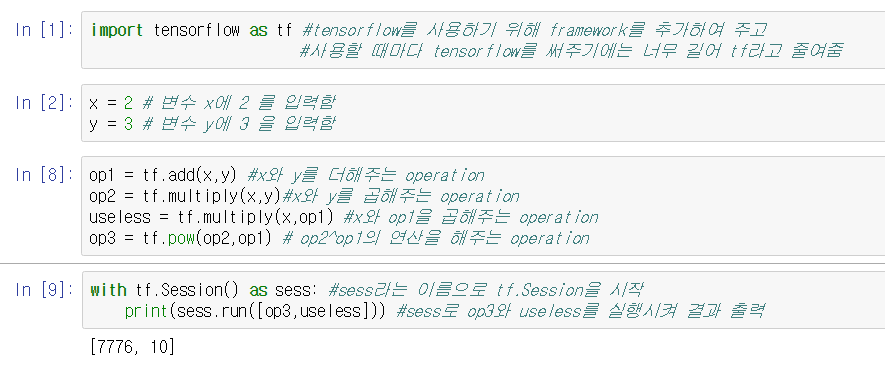 In [1]: import tensorflow as tf #tensorflow를 사용하기 위해 framework를 추가하여 주고
#사용할 때마다 tensorflow를 써주기에는 너무 길어 tf라고 줄여줌
In [2]: x = 2 # 변수 x에 2 를 입력함
y = 3 # 변수 y에 3 을 입력함
In [8]: op1 = tf.add(x,y) #x와 y를 더해주는 operation
op2 = tf.multiply(x,y)#x와 y를 곱해주는 operation
useless = tf.multiply(x,op1) #x와 op1을 곱해주는 operation
op3 = tf.pow(op2,op1) # op2^op1의 연산을 해주는 operation
In [9]: with tf.Session() as sess: #sess라는 이름으로 tf.Session을 시작
print(sess.run([op3,useless])) #sess로 op3와 useless를 실행시켜 결과 출력
[7776, 10]